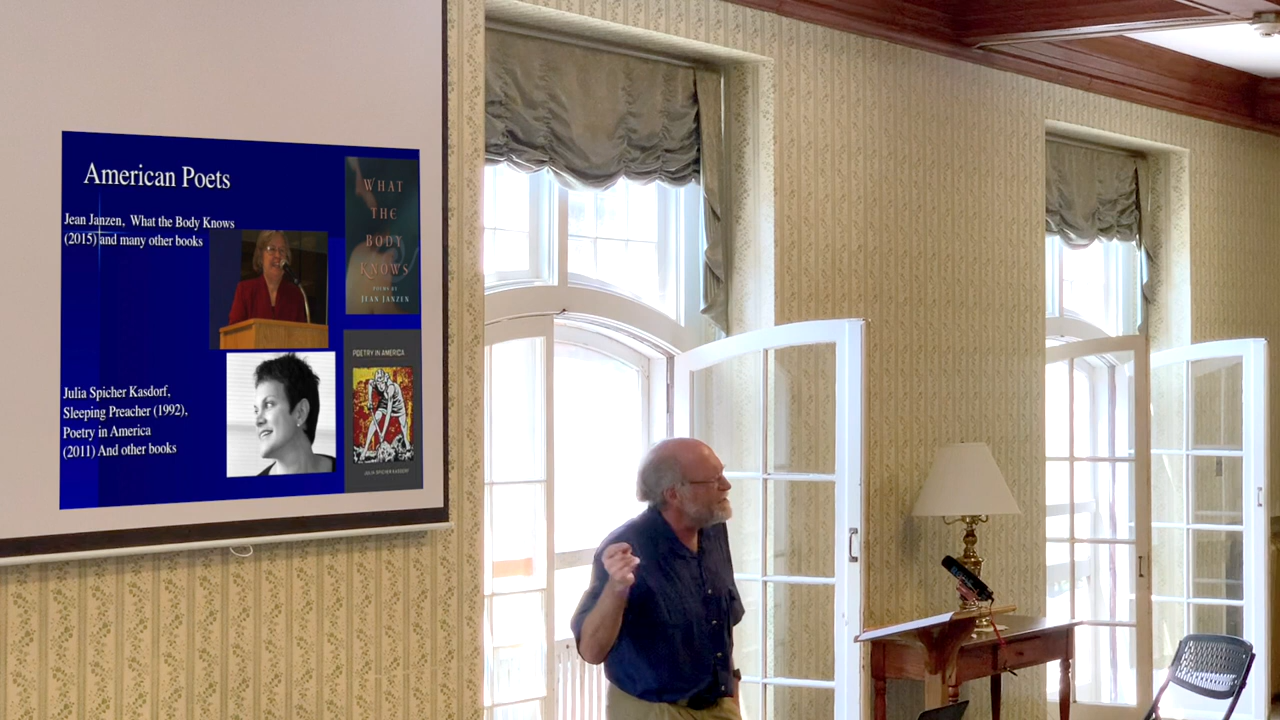 American Poets
Jean Janzen, What the Body Knows
(2015) and many other books
WHAT
THE
BODY
KNOWS
POEMS BY
JEAN JANZEN
Julia Spicher Kasdorf,
Sleeping Preacher (1992),
Poetry in America
(2011) And other books
POETRY IN AMERICA
JULIA SPICHER KASDORF